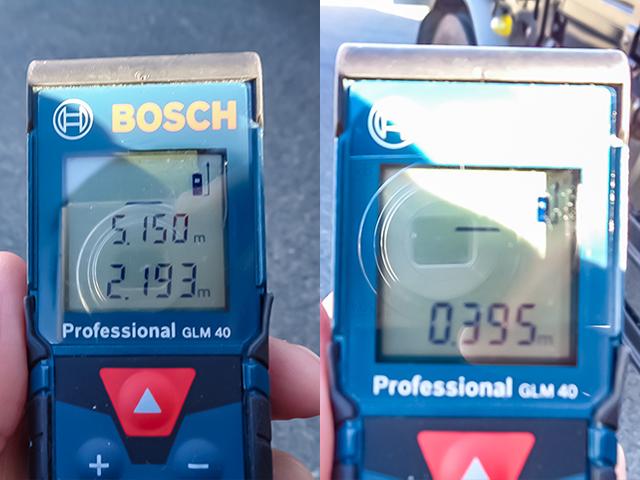 BOSCH
5.150 m
2.193 m
Professional GLM 40
+ −
0.395 m
Professional GLM 40